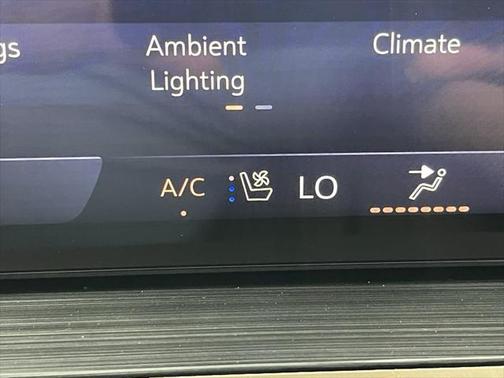 Ambient
Climate
Lighting
A/C
LO